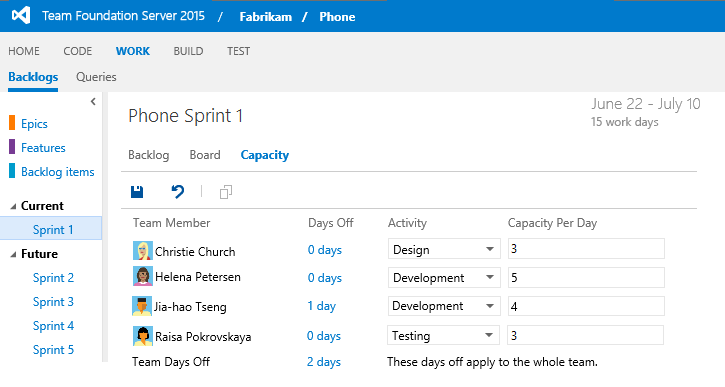 Team Foundation Server 2015 / Fabrikam / Phone
HOME CODE WORK BUILD TEST
Backlogs Queries
Epics
Features
Backlog items
Current
Sprint 1
Future
Sprint 2
Sprint 3
Sprint 4
Sprint 5
Phone Sprint 1
June 22 - July 10
15 work days
Backlog Board Capacity
Team Member Days Off Activity Capacity Per Day
Christie Church 0 days Design 3
Helena Petersen 0 days Development 5
Jia-hao Tseng 1 day Development 4
Raisa Pokrovskaya 0 days Testing 3
Team Days Off 2 days These days off apply to the whole team.